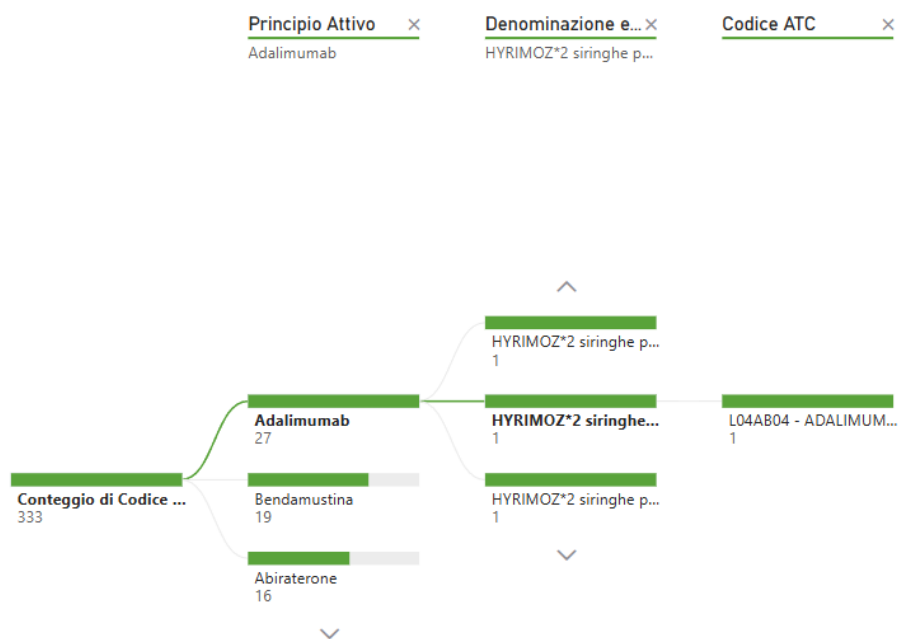 Principio Attivo ×
Denominazione e... ×
Codice ATC ×
Adalimumab
HYRIMOZ*2 siringhe p...
HYRIMOZ*2 siringhe p...
1
Adalimumab
27
HYRIMOZ*2 siringhe...
1
L04AB04 - ADALIMUM...
1
Conteggio di Codice ...
333
Bendamustina
19
HYRIMOZ*2 siringhe p...
1
Abiraterone
16